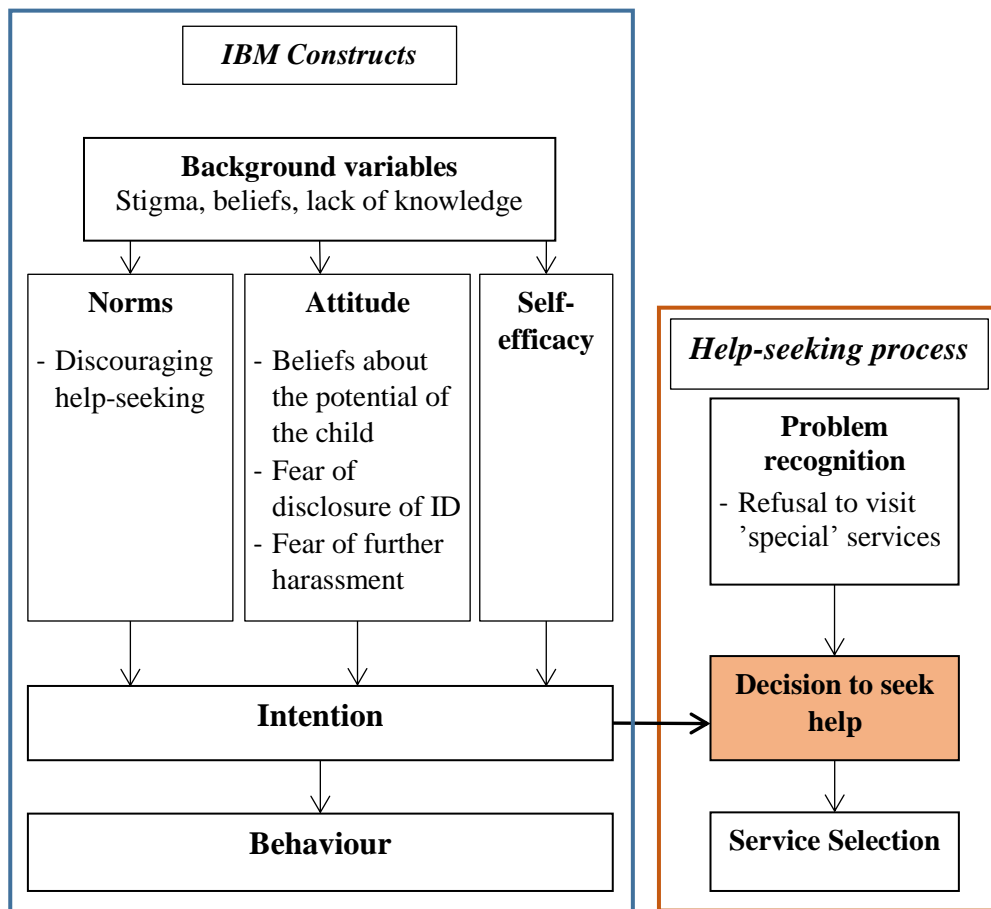 IBM Constructs
Background variables
Stigma, beliefs, lack of knowledge
Norms
- Discouraging
help-seeking
Attitude
- Beliefs about
the potential of
the child
- Fear of
disclosure of ID
- Fear of further
harassment
Self-
efficacy
Intention
Behaviour
Help-seeking process
Problem
recognition
- Refusal to visit
’special’ services
Decision to seek
help
Service Selection